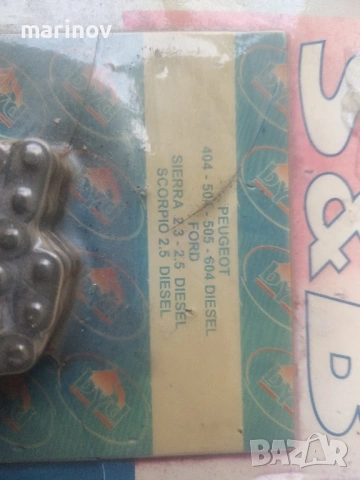 marinov
PEUGEOT
404 - 504 - 505 - 604 DIESEL
FORD
SIERRA 2.3 - 2.5 DIESEL
SCORPIO 2.5 DIESEL
S&B
BAZAR